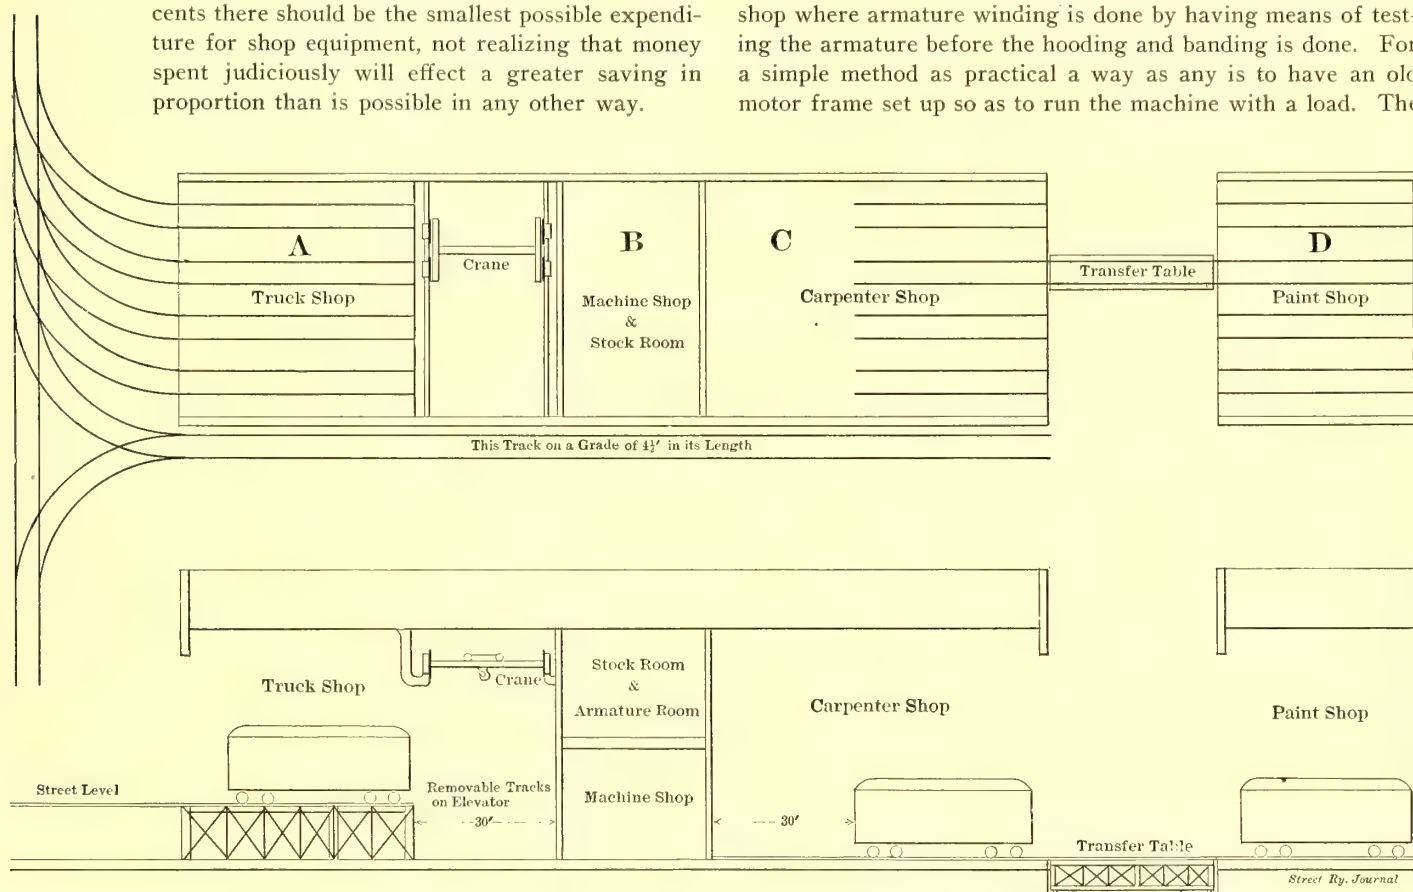 cents there should be the smallest possible expendi-
ture for shop equipment, not realizing that money
spent judiciously will effect a greater saving in
proportion than is possible in any other way.
shop where armature winding is done by having means of test-
ing the armature before the hooding and banding is done. For
a simple method as practical a way as any is to have an old
motor frame set up so as to run the machine with a load. The
A
Truck Shop
Crane
B
Machine Shop
&
Stock Room
C
Carpenter Shop
Transfer Table
D
Paint Shop
This Track on a Grade of 4½' in its Length
Truck Shop
Crane
Stock Room
&
Armature Room
Carpenter Shop
Paint Shop
Street Level
Removable Tracks
on Elevator
30'
Machine Shop
30'
Transfer Table
Street Ry. Journal